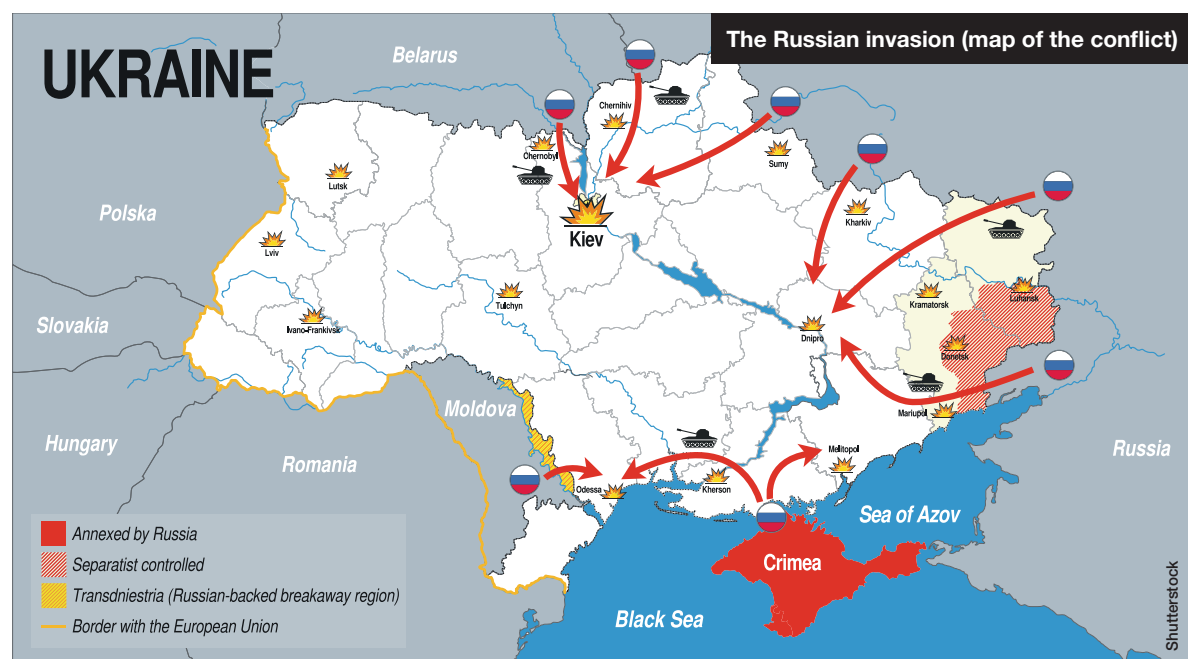 UKRAINE
The Russian invasion (map of the conflict)
Belarus
Chernihiv
Chernobyl
Sumy
Lutsk
Polska
Kharkiv
Kiev
Lviv
Tulchyn
Kramatorsk
Luhansk
Slovakia
Ivano-Frankivsk
Dnipro
Donetsk
Moldova
Mariupol
Hungary
Romania
Russia
Melitopol
Odessa
Kherson
Sea of Azov
Annexed by Russia
Separatist controlled
Transdniestria (Russian-backed breakaway region)
Border with the European Union
Crimea
Black Sea
Shutterstock